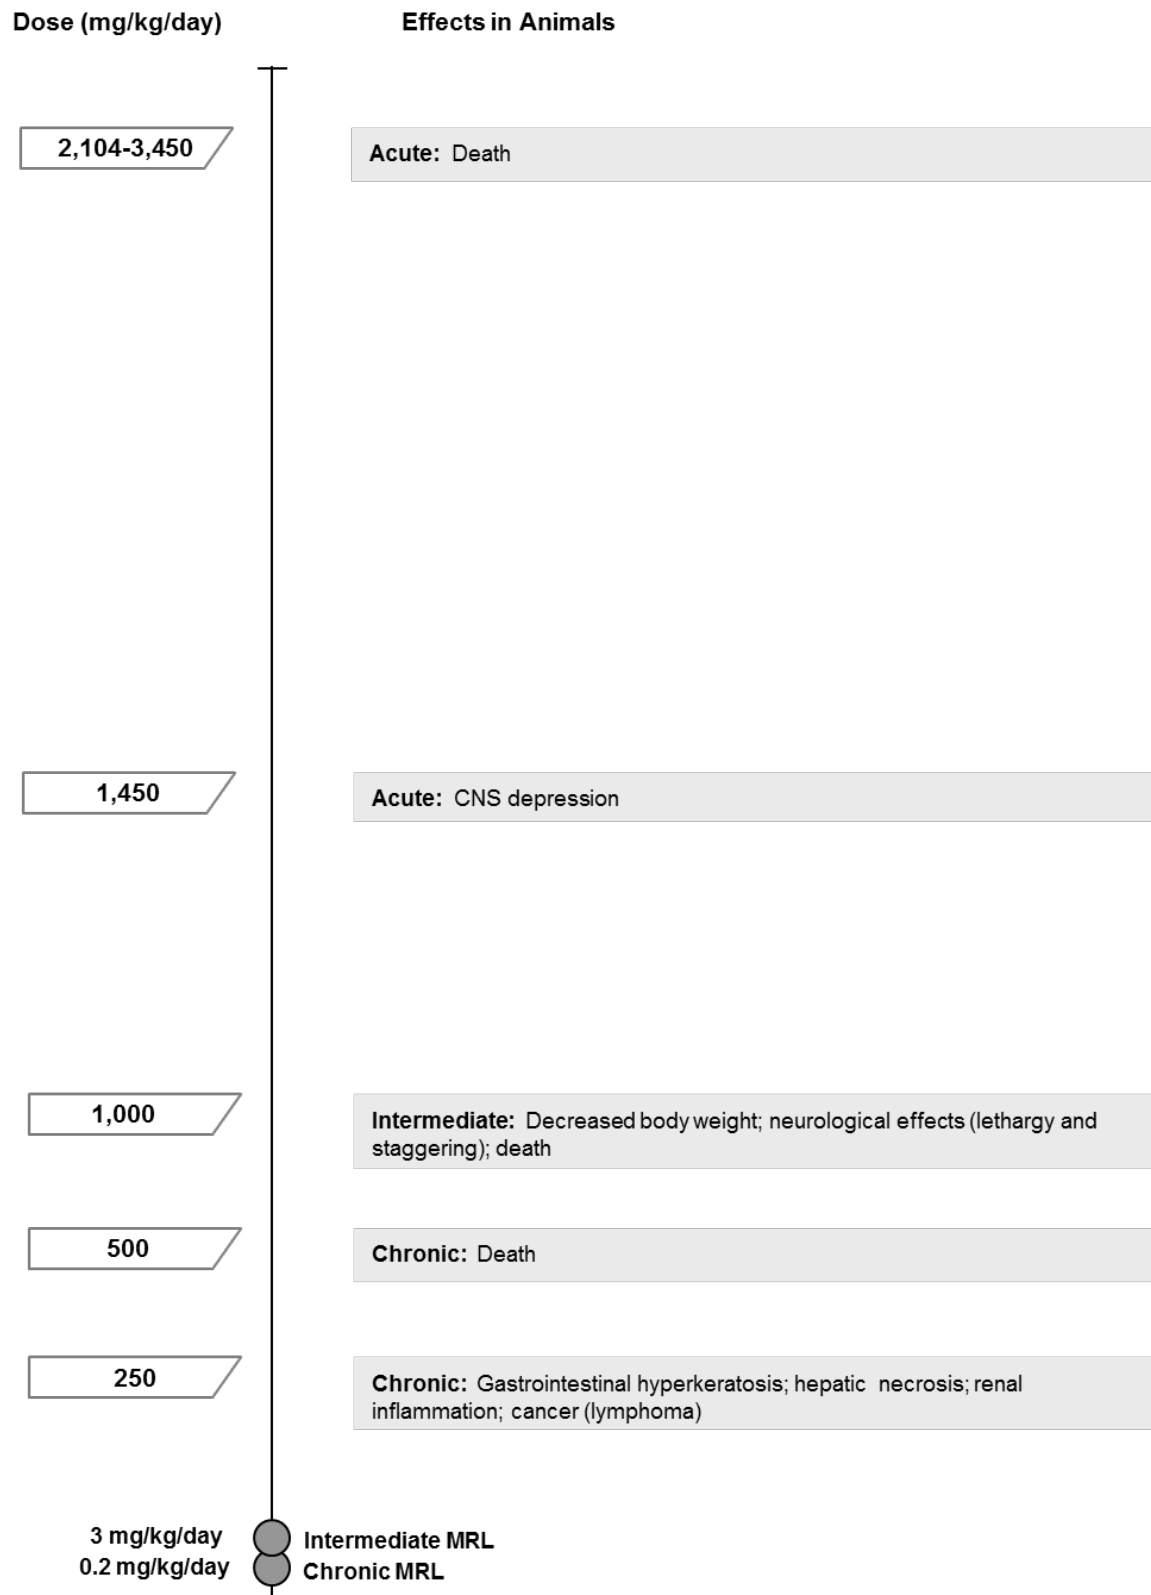 Dose (mg/kg/day) Effects in Animals
2,104-3,450 Acute: Death
1,450 Acute: CNS depression
1,000 Intermediate: Decreased body weight; neurological effects (lethargy and
staggering); death
500 Chronic: Death
250 Chronic: Gastrointestinal hyperkeratosis; hepatic necrosis; renal
inflammation; cancer (lymphoma)
3 mg/kg/day Intermediate MRL
0.2 mg/kg/day Chronic MRL